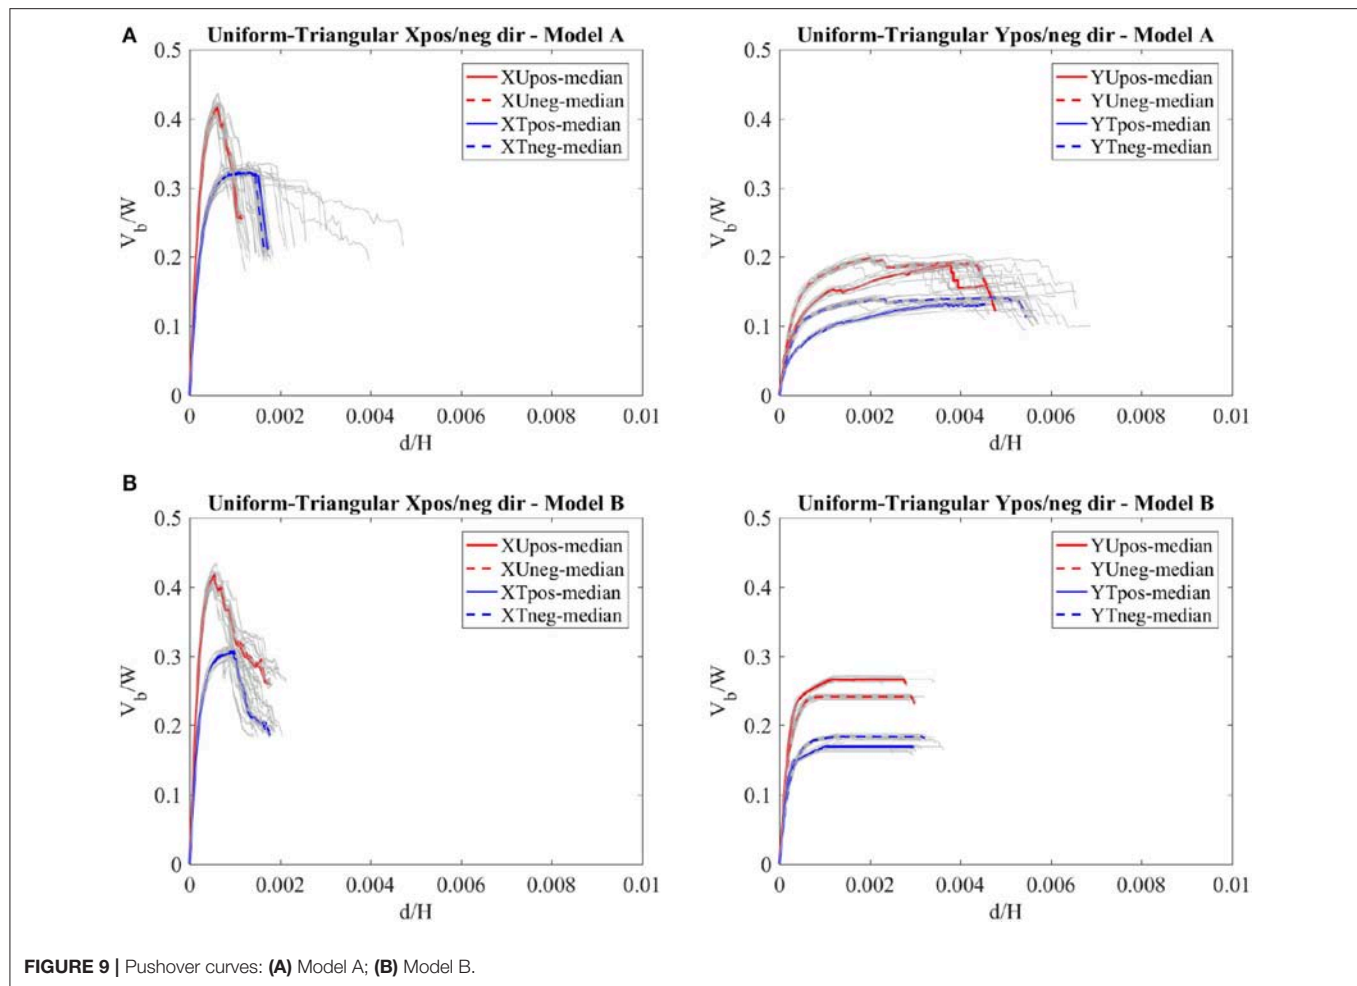 A
Uniform-Triangular Xpos/neg dir - Model A
0.5
0.4
0.3
0.2
0.1
0
V_b/W
XUpos-median
XUneg-median
XTpos-median
XTneg-median
0 0.002 0.004 0.006 0.008 0.01
d/H
Uniform-Triangular Ypos/neg dir - Model A
0.5
0.4
0.3
0.2
0.1
0
V_b/W
YUpos-median
YUneg-median
YTpos-median
YTneg-median
0 0.002 0.004 0.006 0.008 0.01
d/H
B
Uniform-Triangular Xpos/neg dir - Model B
0.5
0.4
0.3
0.2
0.1
0
V_b/W
XUpos-median
XUneg-median
XTpos-median
XTneg-median
0 0.002 0.004 0.006 0.008 0.01
d/H
Uniform-Triangular Ypos/neg dir - Model B
0.5
0.4
0.3
0.2
0.1
0
V_b/W
YUpos-median
YUneg-median
YTpos-median
YTneg-median
0 0.002 0.004 0.006 0.008 0.01
d/H
FIGURE 9 | Pushover curves: (A) Model A; (B) Model B.